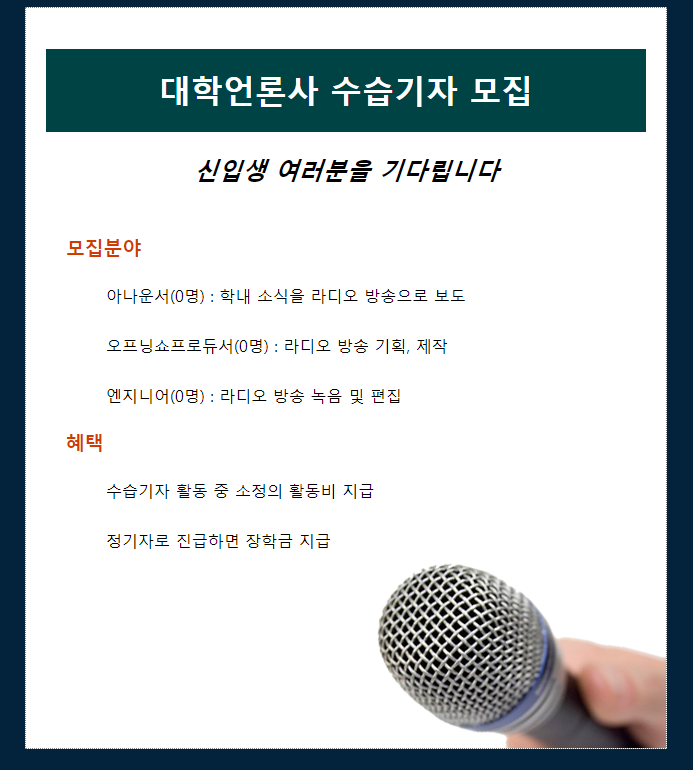 대학언론사 수습기자 모집
신입생 여러분을 기다립니다
모집분야
아나운서(0명) : 학내 소식을 라디오 방송으로 보도
오프닝쇼프로듀서(0명) : 라디오 방송 기획, 제작
엔지니어(0명) : 라디오 방송 녹음 및 편집
혜택
수습기자 활동 중 소정의 활동비 지급
정기자로 진급하면 장학금 지급